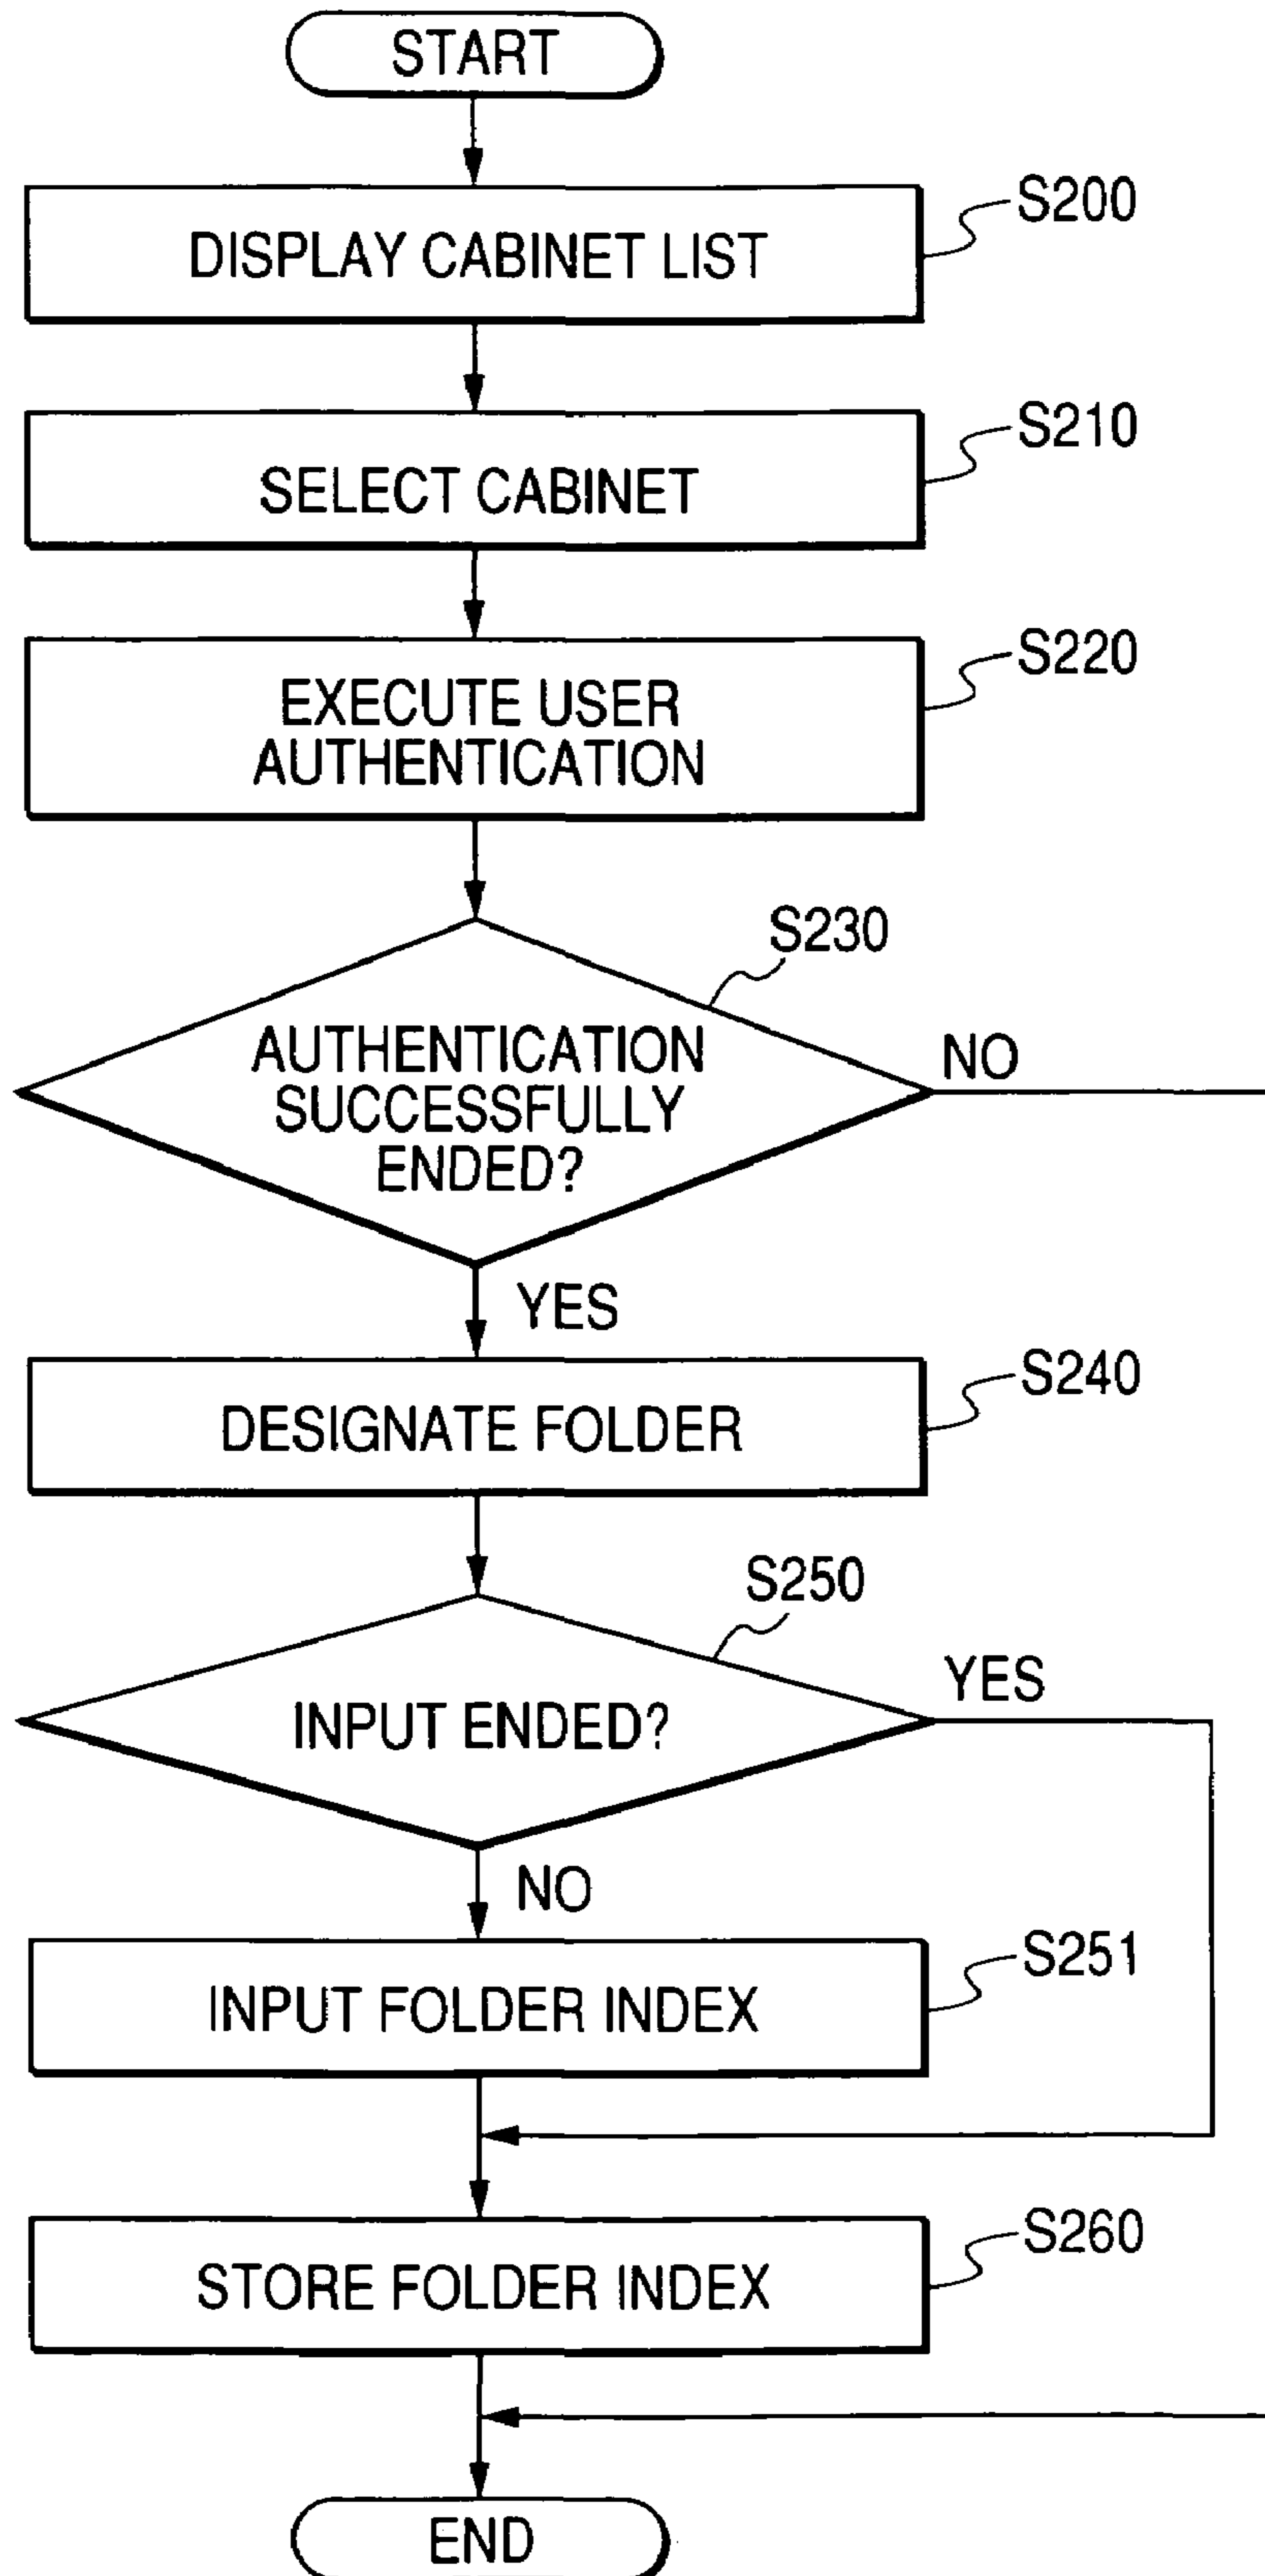 START
DISPLAY CABINET LIST
S200
SELECT CABINET
S210
EXECUTE USER
AUTHENTICATION
S220
S230
AUTHENTICATION
SUCCESSFULLY
ENDED?
NO
YES
DESIGNATE FOLDER
S240
S250
INPUT ENDED?
YES
NO
INPUT FOLDER INDEX
S251
STORE FOLDER INDEX
S260
END